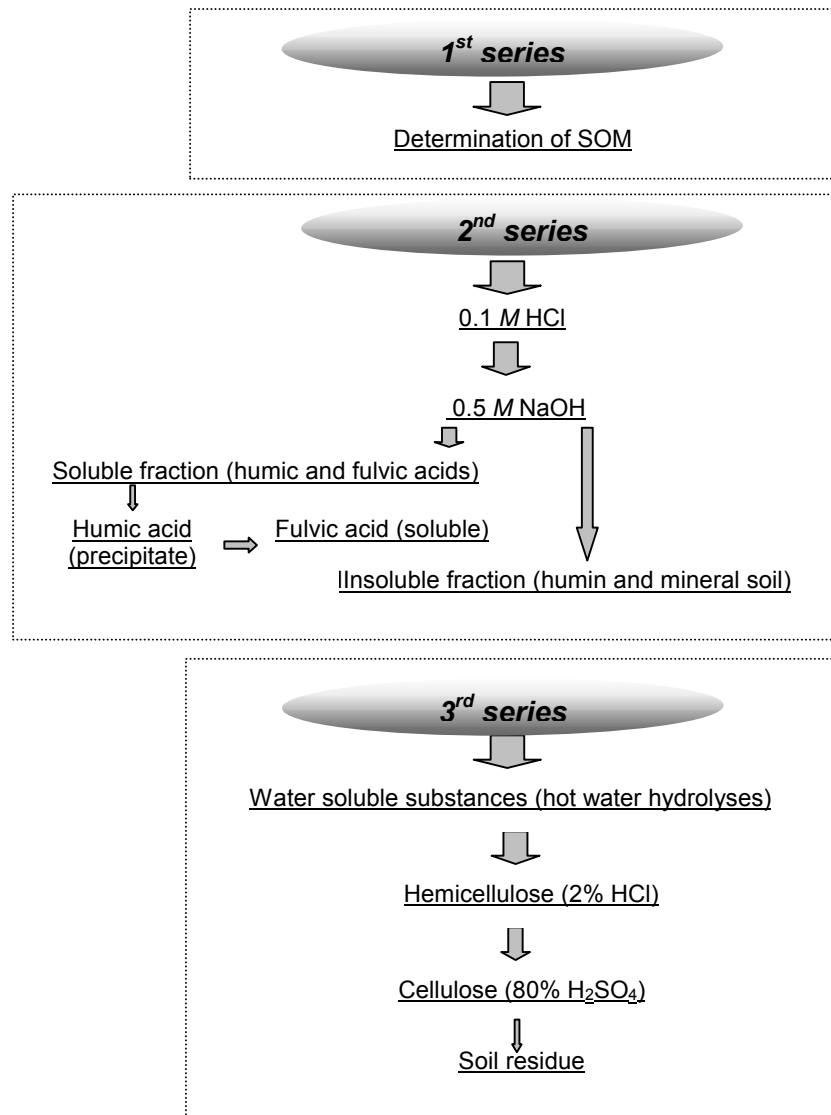 1st series
Determination of SOM
2nd series
0.1 M HCl
0.5 M NaOH
Soluble fraction (humic and fulvic acids)
Humic acid
(precipitate)
Fulvic acid (soluble)
IInsoluble fraction (humin and mineral soil)
3rd series
Water soluble substances (hot water hydrolyses)
Hemicellulose (2% HCl)
Cellulose (80% H2SO4)
Soil residue